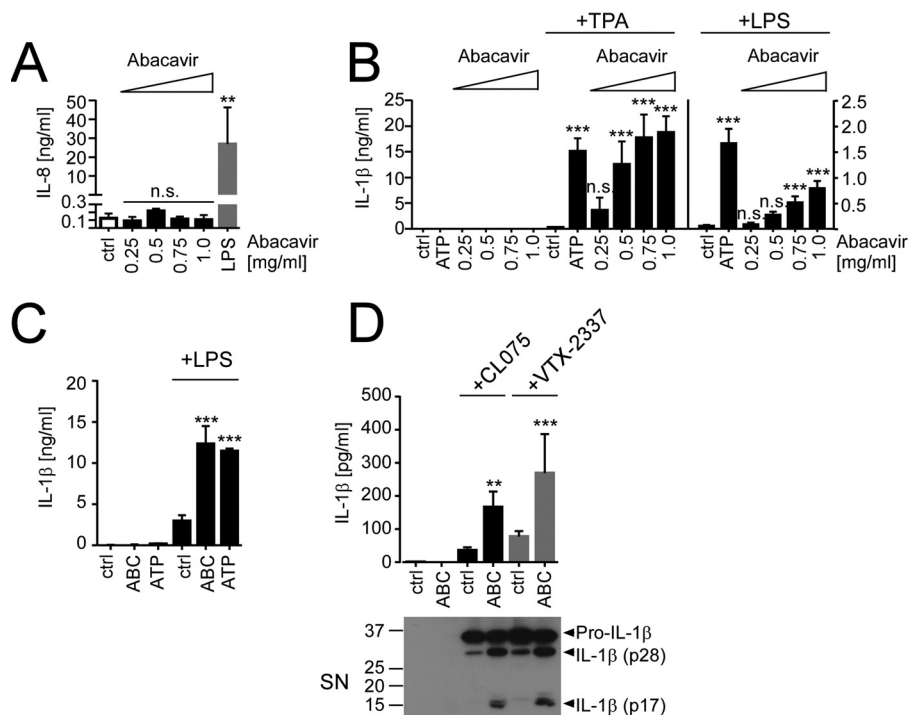 A
Abacavir
IL-8 [ng/ml]
50
40
30
20
10
0.3
0.1
**
n.s.
ctrl
0.25
0.5
0.75
1.0
LPS
Abacavir
[mg/ml]
B
+TPA
+LPS
Abacavir
Abacavir
Abacavir
IL-1β [ng/ml]
25
20
15
10
5
0
***
n.s.
***
***
***
***
n.s.
n.s.
***
***
2.5
2.0
1.5
1.0
0.5
0
ctrl
ATP
0.25
0.5
0.75
1.0
ctrl
ATP
0.25
0.5
0.75
1.0
ctrl
ATP
0.25
0.5
0.75
1.0
Abacavir
[mg/ml]
C
+LPS
IL-1β [ng/ml]
20
15
10
5
0
***
***
ctrl
ABC
ATP
ctrl
ABC
ATP
D
+CL075
+VTX-2337
IL-1β [pg/ml]
500
400
300
200
100
0
**
***
ctrl
ABC
ctrl
ABC
ctrl
ABC
SN
37
25
20
15
Pro-IL-1β
IL-1β (p28)
IL-1β (p17)